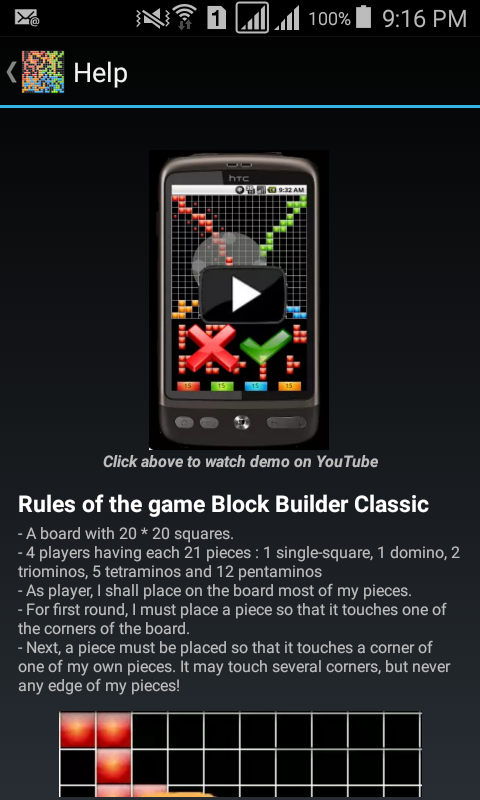 1
100%
9:16 PM
Help
hTC
9:32 AM
15 15 15 15
Click above to watch demo on YouTube
Rules of the game Block Builder Classic
- A board with 20 * 20 squares.
- 4 players having each 21 pieces : 1 single-square, 1 domino, 2
triominos, 5 tetraminos and 12 pentaminos
- As player, I shall place on the board most of my pieces.
- For first round, I must place a piece so that it touches one of
the corners of the board.
- Next, a piece must be placed so that it touches a corner of
one of my own pieces. It may touch several corners, but never
any edge of my pieces!